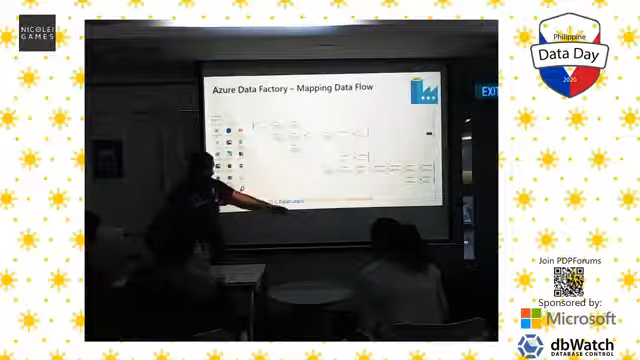 NICOLEI
GAMES
Azure Data Factory – Mapping Data Flow
EXIT
Philippine
Data Day
2020
Join PDPForums
Sponsored by:
Microsoft
dbWatch
DATABASE CONTROL